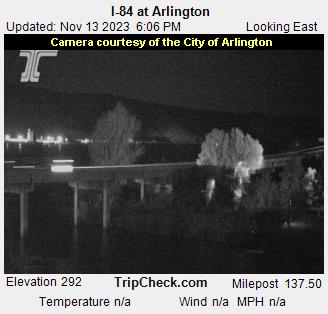 I-84 at Arlington
Updated: Nov 13 2023 6:06 PM Looking East
Camera courtesy of the City of Arlington
Elevation 292 TripCheck.com Milepost 137.50
Temperature n/a Wind n/a MPH n/a